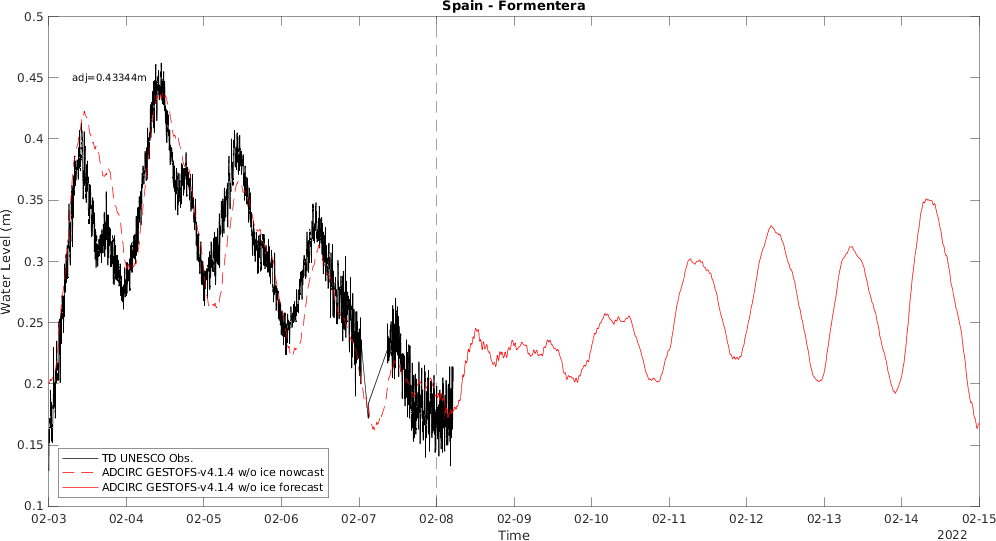 Spain - Formentera
0.5
0.45
0.4
0.35
0.3
0.25
0.2
0.15
0.1
Water Level (m)
adj=0.43344m
TD UNESCO Obs.
ADCIRC GESTOFS-v4.1.4 w/o ice nowcast
ADCIRC GESTOFS-v4.1.4 w/o ice forecast
02-03 02-04 02-05 02-06 02-07 02-08 02-09 02-10 02-11 02-12 02-13 02-14 02-15
Time
2022